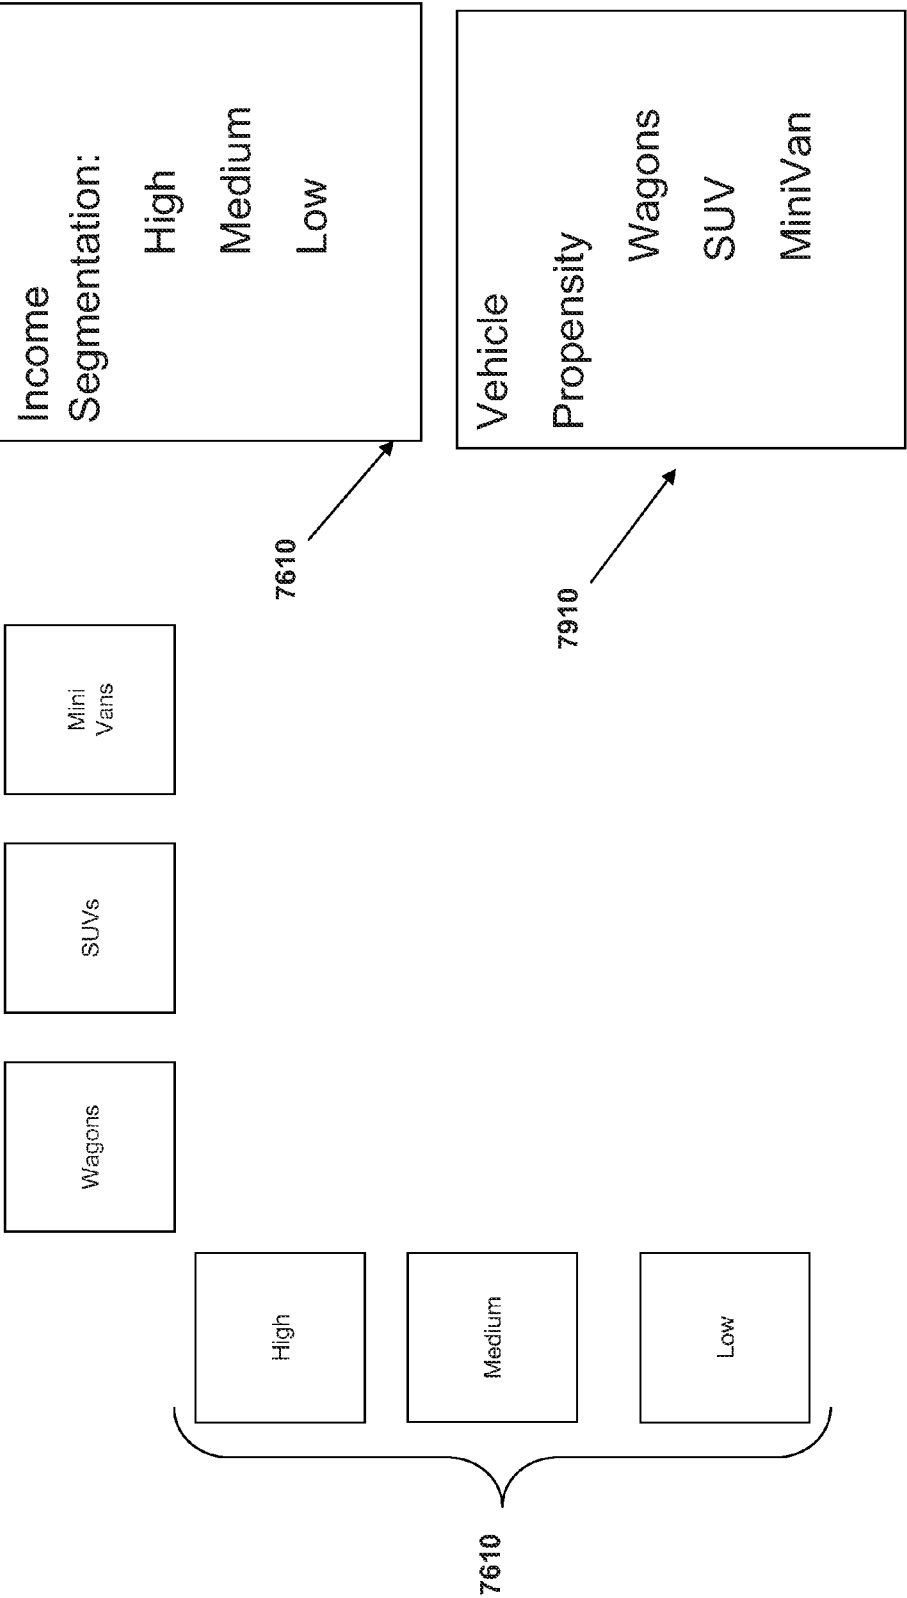 Wagons
SUVs
Mini
Vans
High
Medium
Low
7610
Income
Segmentation:
High
Medium
Low
7610
Vehicle
Propensity
Wagons
SUV
MiniVan
7910